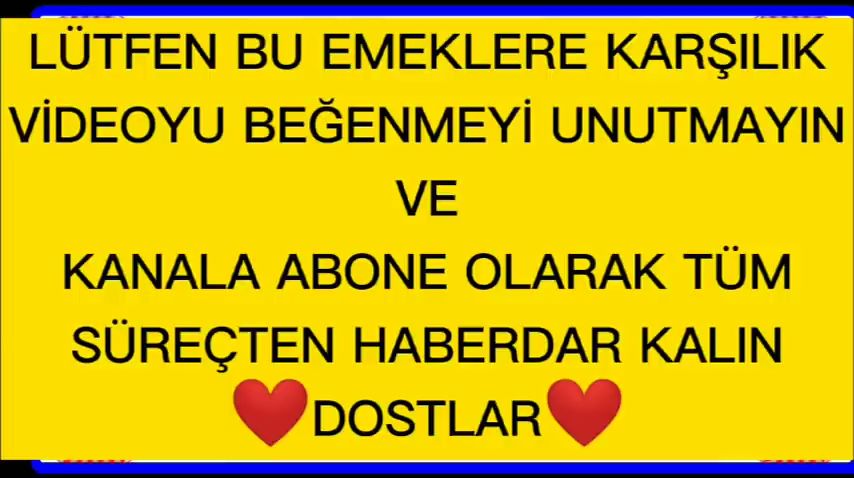 LÜTFEN BU EMEKLERE KARŞILIK
VİDEOYU BEĞENMEYİ UNUTMAYIN
VE
KANALA ABONE OLARAK TÜM
SÜREÇTEN HABERDAR KALIN
❤️DOSTLAR❤️